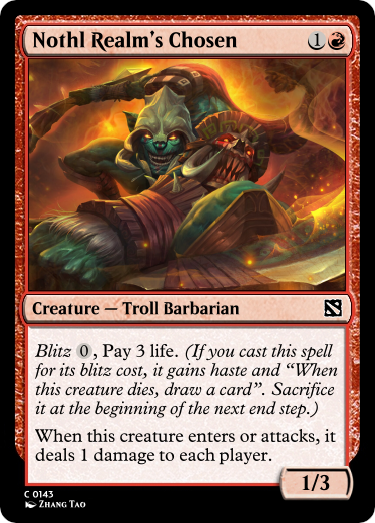 Nothl Realm's Chosen 1
Creature — Troll Barbarian
Blitz 0, Pay 3 life. (If you cast this spell
for its blitz cost, it gains haste and “When
this creature dies, draw a card”. Sacrifice
it at the beginning of the next end step.)
When this creature enters or attacks, it
deals 1 damage to each player.
1/3
C 0143
Zhang Tao